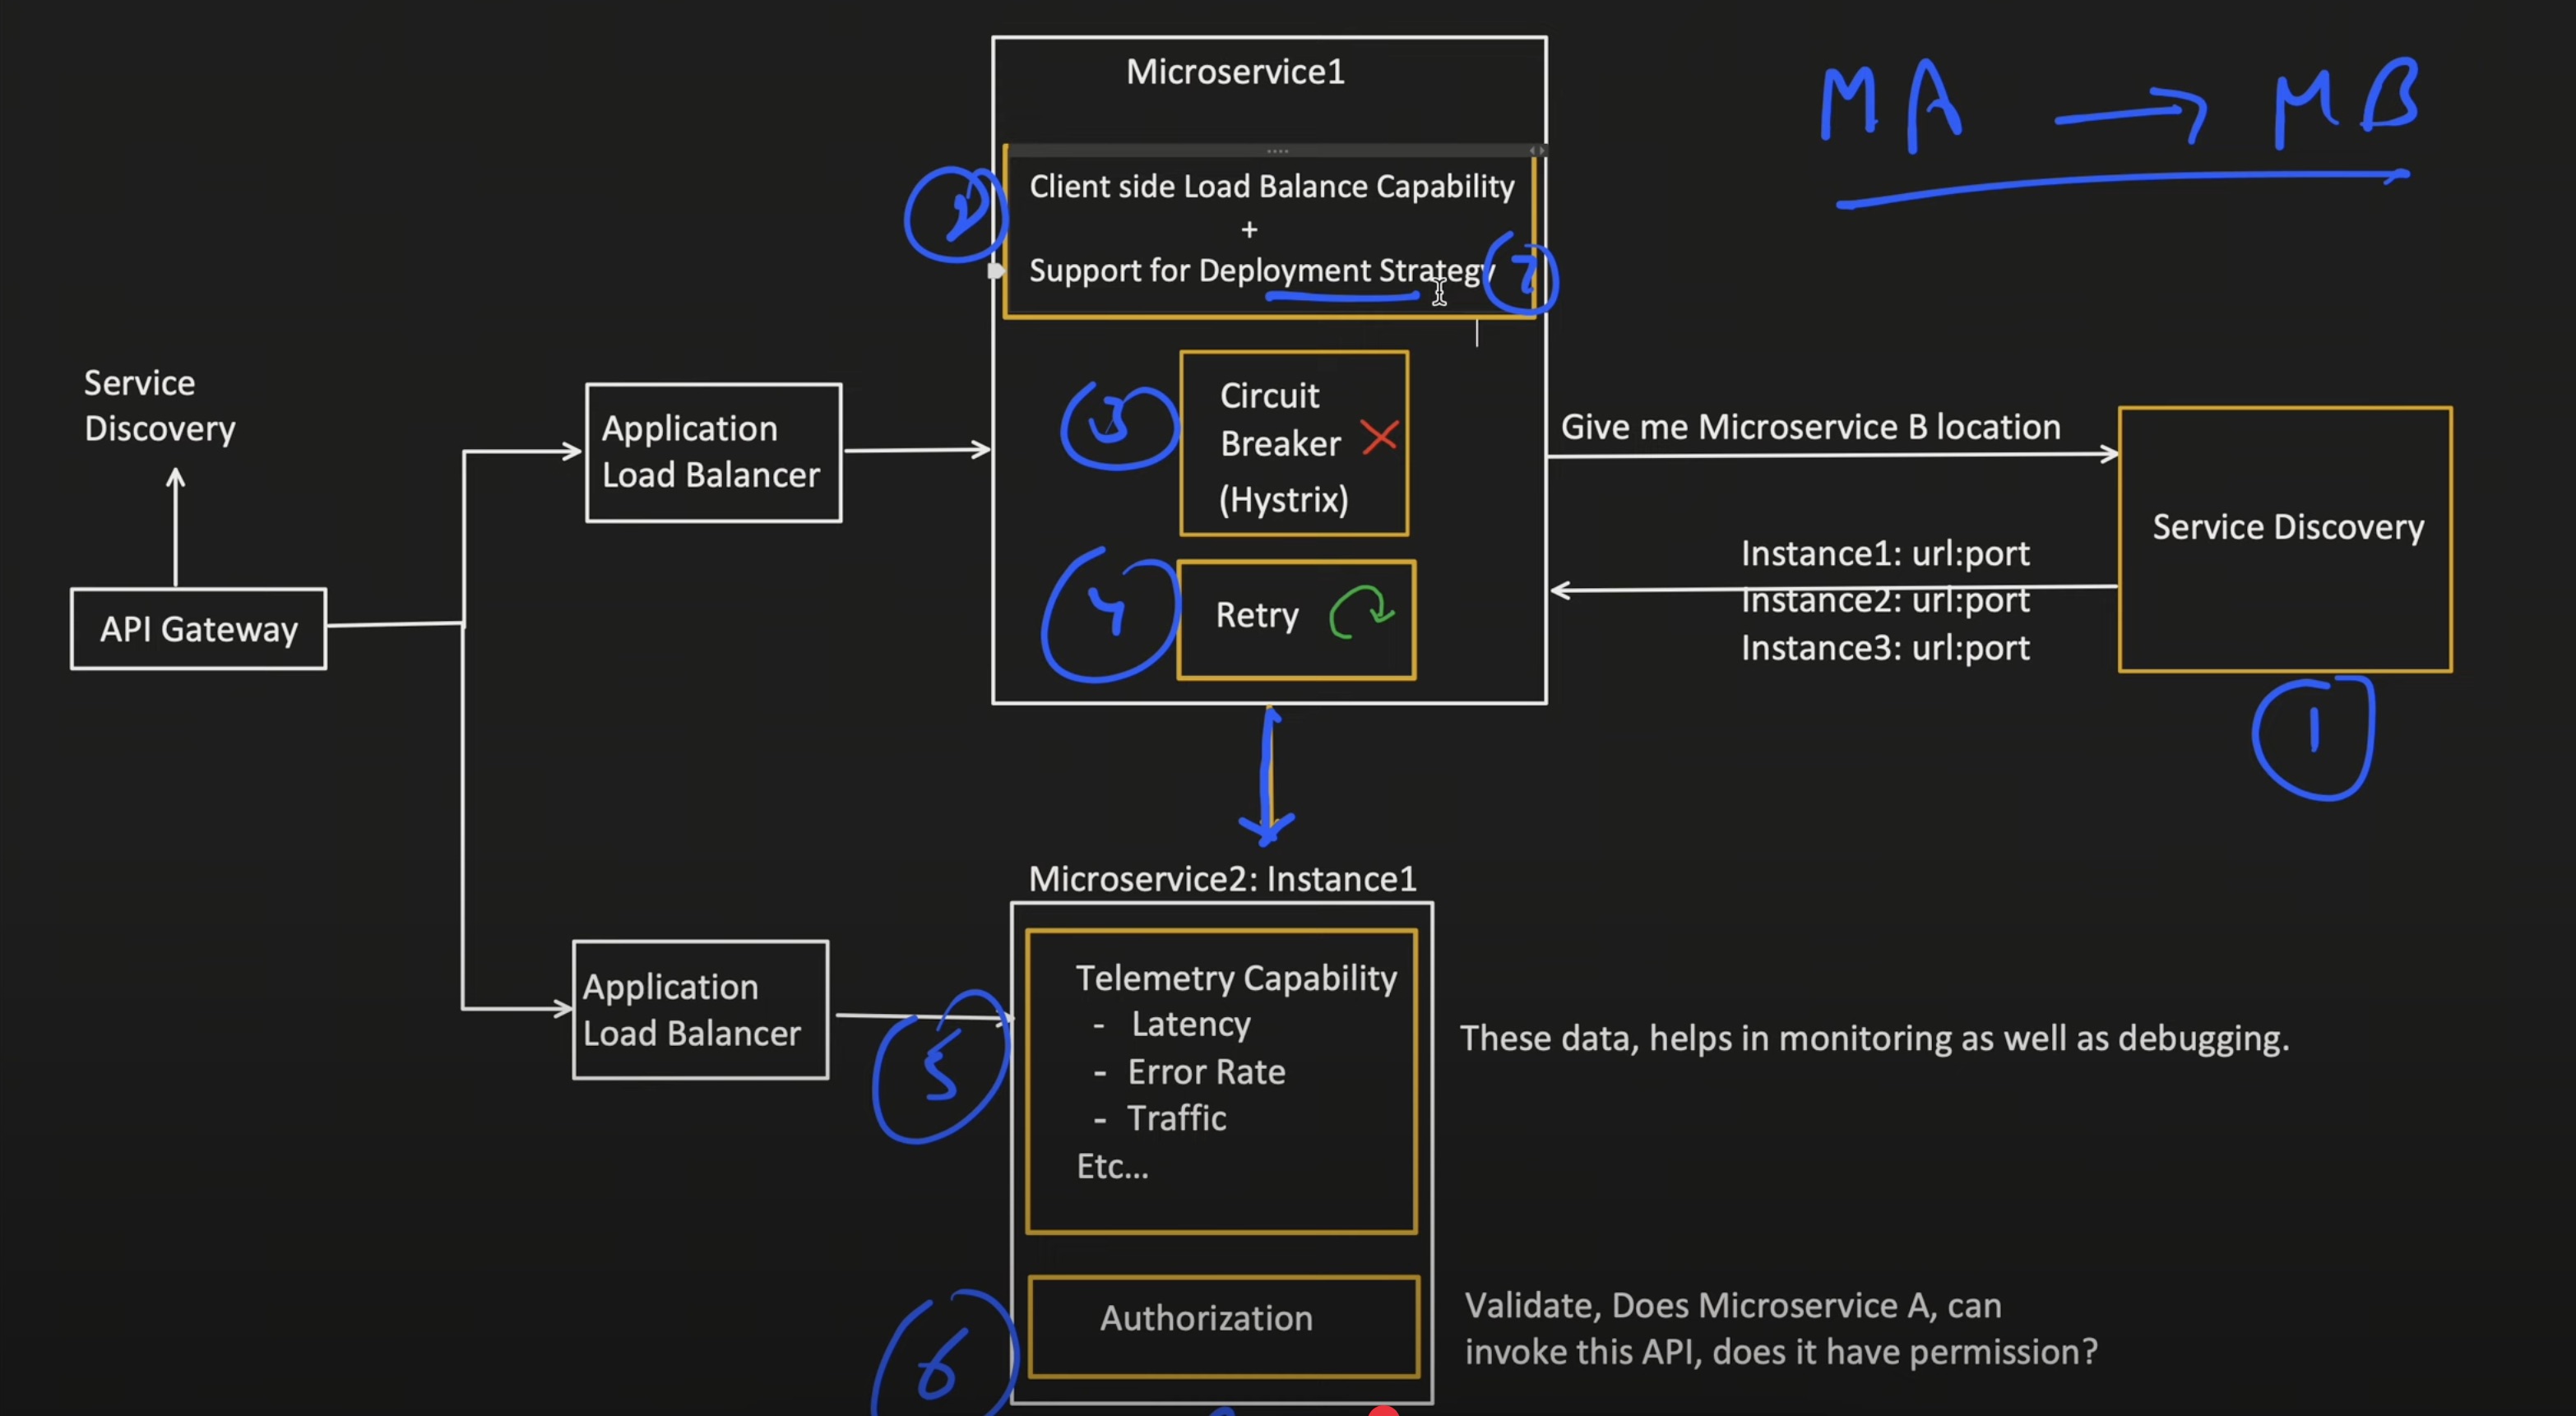 Microservice1
MA → MB
2
Client side Load Balance Capability
+
Support for Deployment Strategy
7
Service
Discovery
API Gateway
Application
Load Balancer
3
Circuit
Breaker
(Hystrix)
4
Retry
Give me Microservice B location
Instance1: url:port
Instance2: url:port
Instance3: url:port
Service Discovery
1
Microservice2: Instance1
Application
Load Balancer
5
Telemetry Capability
- Latency
- Error Rate
- Traffic
Etc...
These data, helps in monitoring as well as debugging.
6
Authorization
Validate, Does Microservice A, can
invoke this API, does it have permission?